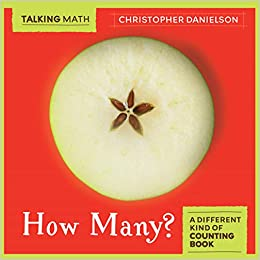 TALKING MATH
CHRISTOPHER DANIELSON
How Many?
A DIFFERENT
KIND OF
COUNTING
BOOK